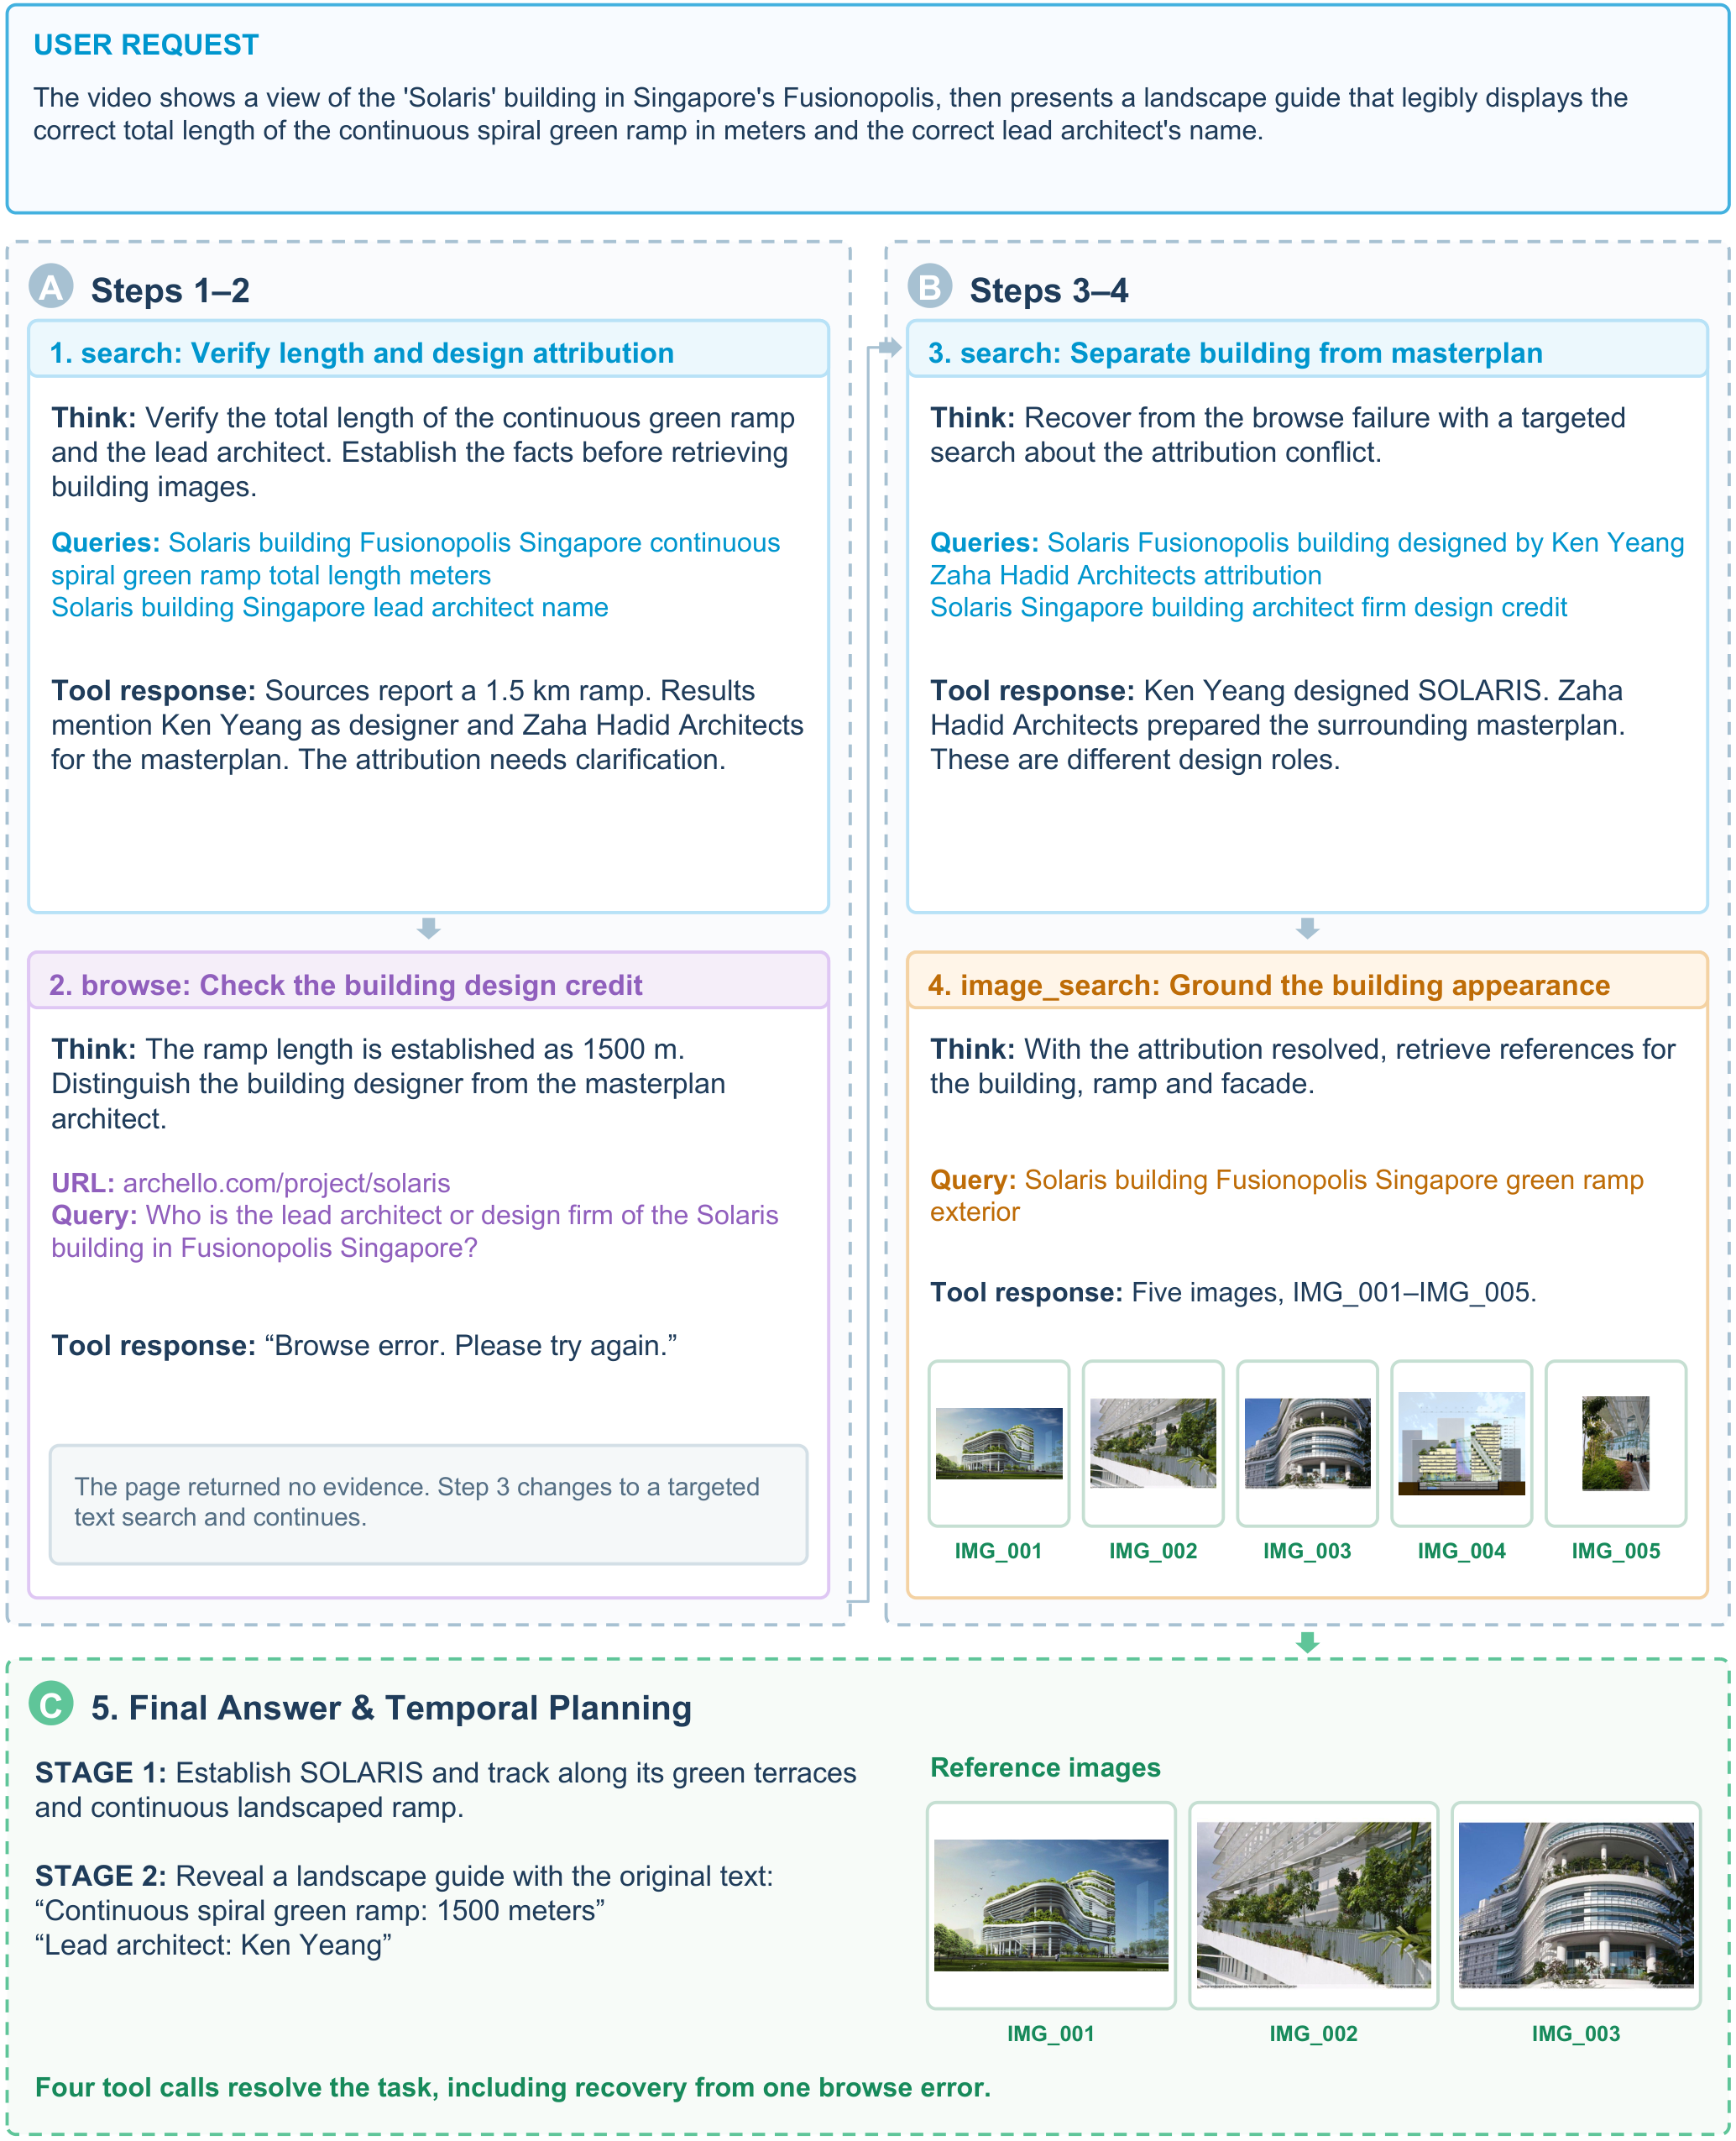 USER REQUEST
The video shows a view of the 'Solaris' building in Singapore's Fusionopolis, then presents a landscape guide that legibly displays the
correct total length of the continuous spiral green ramp in meters and the correct lead architect's name.
A Steps 1–2
1. search: Verify length and design attribution
Think: Verify the total length of the continuous green ramp
and the lead architect. Establish the facts before retrieving
building images.
Queries: Solaris building Fusionopolis Singapore continuous
spiral green ramp total length meters
Solaris building Singapore lead architect name
Tool response: Sources report a 1.5 km ramp. Results
mention Ken Yeang as designer and Zaha Hadid Architects
for the masterplan. The attribution needs clarification.
2. browse: Check the building design credit
Think: The ramp length is established as 1500 m.
Distinguish the building designer from the masterplan
architect.
URL: archello.com/project/solaris
Query: Who is the lead architect or design firm of the Solaris
building in Fusionopolis Singapore?
Tool response: “Browse error. Please try again.”
The page returned no evidence. Step 3 changes to a targeted
text search and continues.
B Steps 3–4
3. search: Separate building from masterplan
Think: Recover from the browse failure with a targeted
search about the attribution conflict.
Queries: Solaris Fusionopolis building designed by Ken Yeang
Zaha Hadid Architects attribution
Solaris Singapore building architect firm design credit
Tool response: Ken Yeang designed SOLARIS. Zaha
Hadid Architects prepared the surrounding masterplan.
These are different design roles.
4. image_search: Ground the building appearance
Think: With the attribution resolved, retrieve references for
the building, ramp and facade.
Query: Solaris building Fusionopolis Singapore green ramp
exterior
Tool response: Five images, IMG_001–IMG_005.
IMG_001 IMG_002 IMG_003 IMG_004 IMG_005
C 5. Final Answer & Temporal Planning
STAGE 1: Establish SOLARIS and track along its green terraces
and continuous landscaped ramp.
STAGE 2: Reveal a landscape guide with the original text:
“Continuous spiral green ramp: 1500 meters”
“Lead architect: Ken Yeang”
Reference images
IMG_001 IMG_002 IMG_003
Four tool calls resolve the task, including recovery from one browse error.